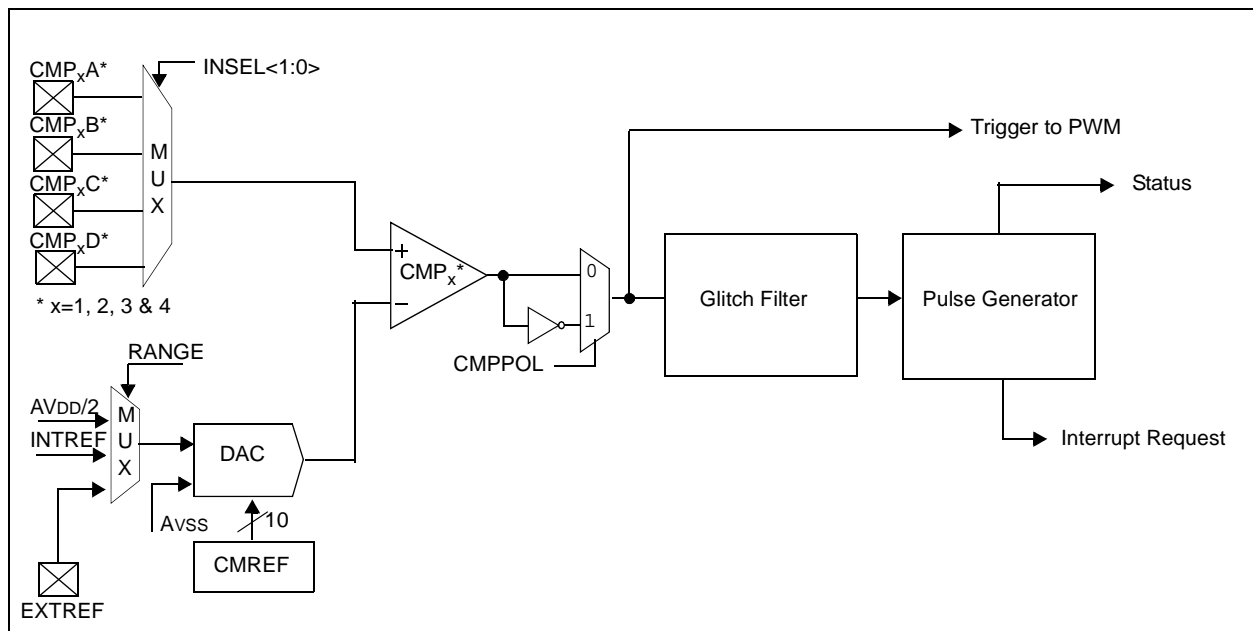 INSEL<1:0>
CMPxA*
CMPxB*
CMPxC*
CMPxD*
M
U
X
* x=1, 2, 3 & 4
Trigger to PWM
Status
+
CMPx*
–
0
1
CMPPOL
Glitch Filter
Pulse Generator
Interrupt Request
RANGE
AVDD/2
INTREF
M
U
X
DAC
AVSS
10
CMREF
EXTREF